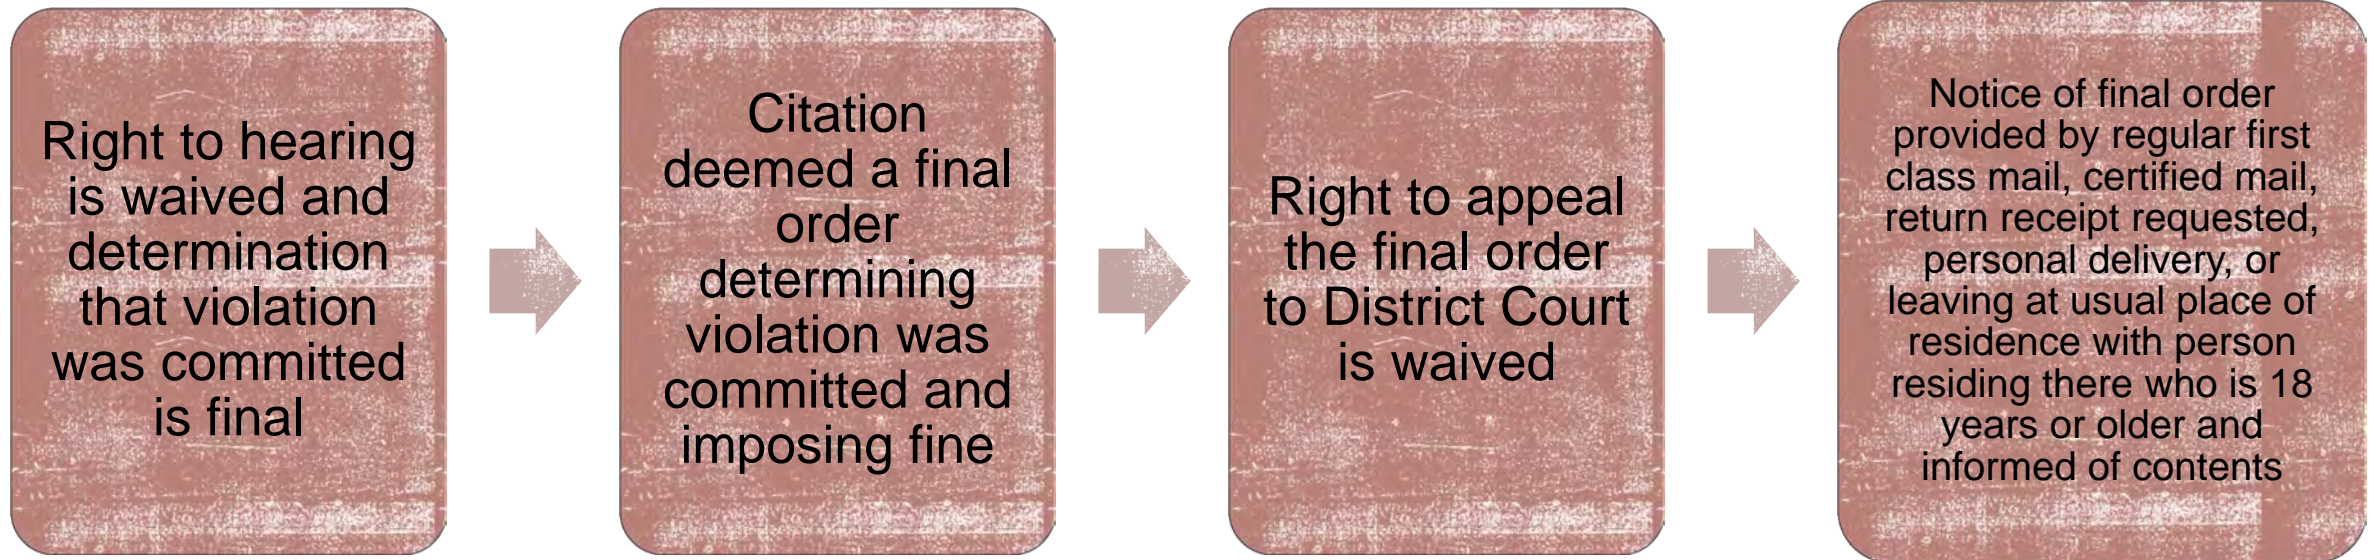 Right to hearing
is waived and
determination
that violation
was committed
is final
Citation
deemed a final
order
determining
violation was
committed and
imposing fine
Right to appeal
the final order
to District Court
is waived
Notice of final order
provided by regular first
class mail, certified mail,
return receipt requested,
personal delivery, or
leaving at usual place of
residence with person
residing there who is 18
years or older and
informed of contents